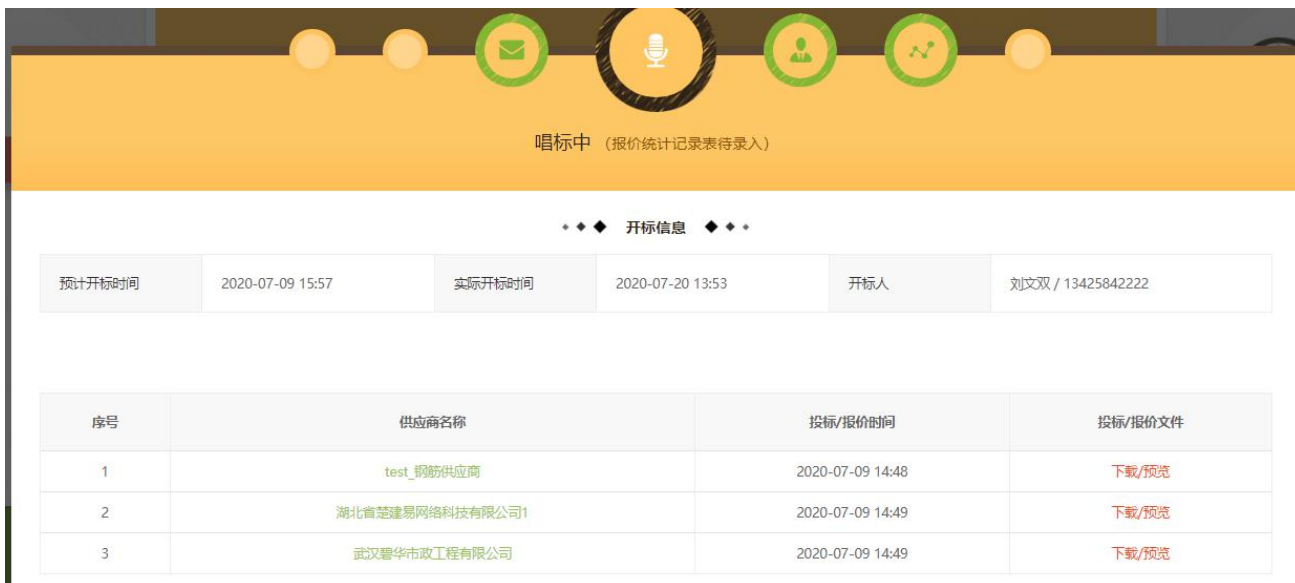 唱标中 （报价统计记录表待录入）
开标信息
预计开标时间 2020-07-09 15:57 实际开标时间 2020-07-20 13:53 开标人 刘文双 / 13425842222
序号 供应商名称 投标/报价时间 投标/报价文件
1 test_钢筋供应商 2020-07-09 14:48 下载/预览
2 湖北省楚建易网络科技有限公司1 2020-07-09 14:49 下载/预览
3 武汉碧华市政工程有限公司 2020-07-09 14:49 下载/预览